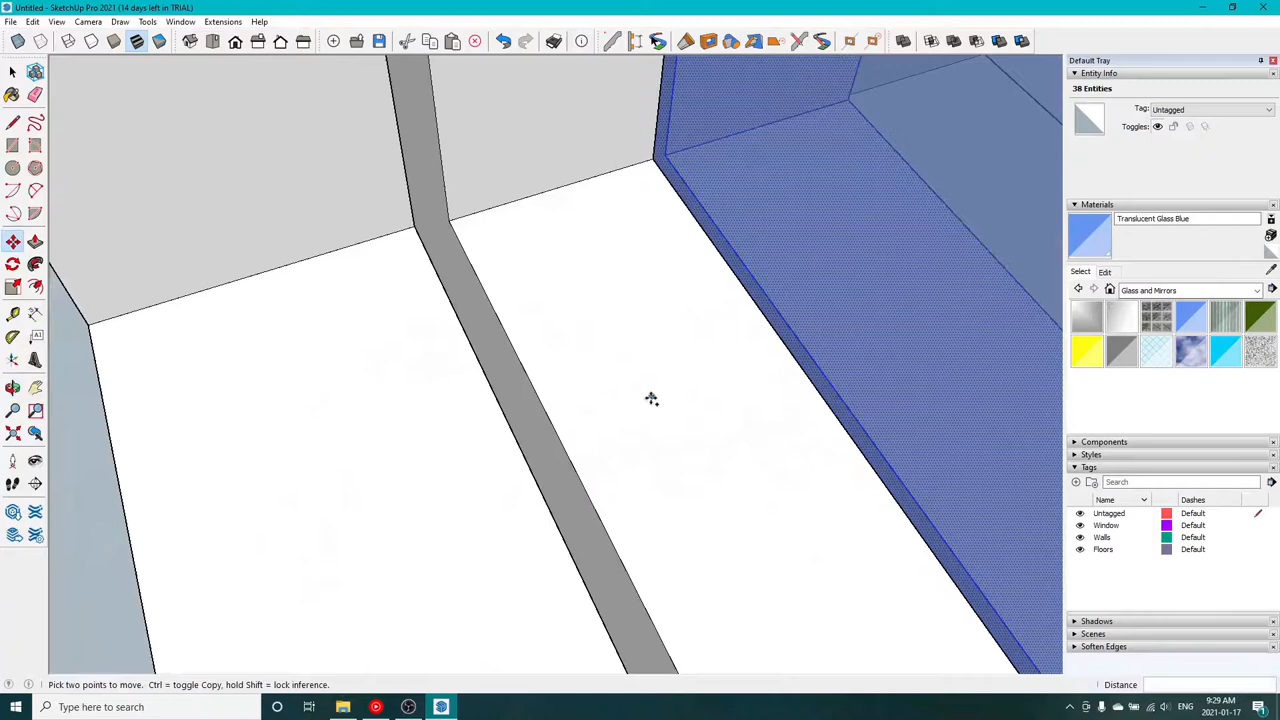 Untitled - SketchUp Pro 2021 (14 days left in TRIAL)
File Edit View Camera Draw Tools Window Extensions Help
Default Tray
Entity Info
38 Entities
Tag: Untagged
Toggles:
Materials
Translucent Glass Blue
Select Edit
Glass and Mirrors
Components
Styles
Tags
Search
Name Dashes
Untagged Default
Window Default
Walls Default
Floors Default
Shadows
Scenes
Soften Edges
Pick two points to move. Ctrl = toggle Copy, hold Shift = lock inference.
Distance
Type here to search
ENG
9:29 AM
2021-01-17